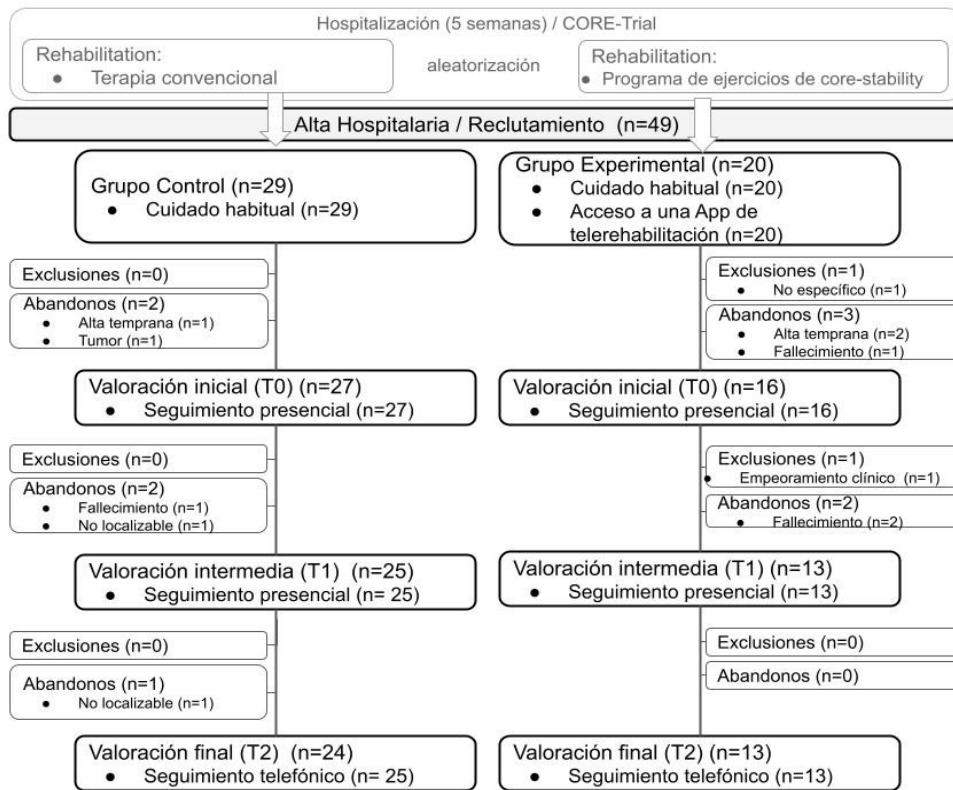 Hospitalización (5 semanas) / CORE-Trial
Rehabilitation:
● Terapia convencional
aleatorización
Rehabilitation:
● Programa de ejercicios de core-stability
Alta Hospitalaria / Reclutamiento (n=49)
Grupo Control (n=29)
● Cuidado habitual (n=29)
Grupo Experimental (n=20)
● Cuidado habitual (n=20)
● Acceso a una App de
telerehabilitación (n=20)
Exclusiones (n=0)
Abandonos (n=2)
● Alta temprana (n=1)
● Tumor (n=1)
Exclusiones (n=1)
● No específico (n=1)
Abandonos (n=3)
● Alta temprana (n=2)
● Fallecimiento (n=1)
Valoración inicial (T0) (n=27)
● Seguimiento presencial (n=27)
Valoración inicial (T0) (n=16)
● Seguimiento presencial (n=16)
Exclusiones (n=0)
Abandonos (n=2)
● Fallecimiento (n=1)
● No localizable (n=1)
Exclusiones (n=1)
● Empeoramiento clínico (n=1)
Abandonos (n=2)
● Fallecimiento (n=2)
Valoración intermedia (T1) (n=25)
● Seguimiento presencial (n= 25)
Valoración intermedia (T1) (n=13)
● Seguimiento presencial (n=13)
Exclusiones (n=0)
Abandonos (n=1)
● No localizable (n=1)
Exclusiones (n=0)
Abandonos (n=0)
Valoración final (T2) (n=24)
● Seguimiento telefónico (n= 25)
Valoración final (T2) (n=13)
● Seguimiento telefónico (n=13)